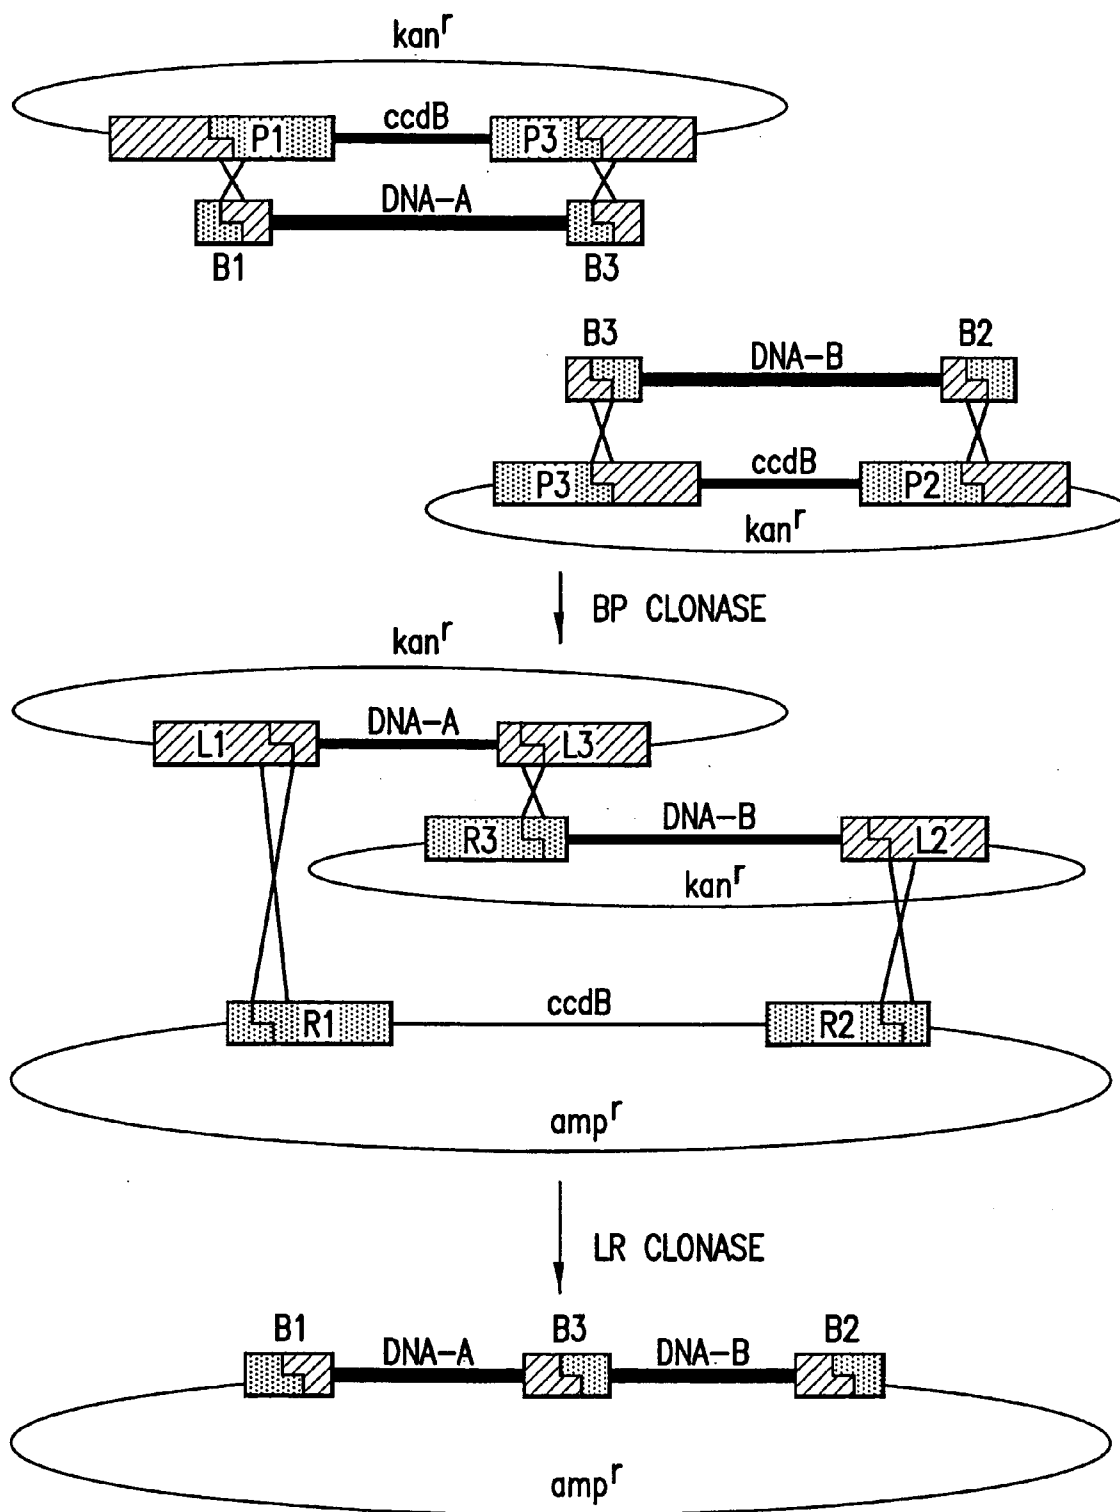 kanʳ
ccdB
P1 P3
DNA-A
B1 B3
B3 B2
DNA-B
ccdB
P3 P2
kanʳ
BP CLONASE
kanʳ
DNA-A
L1 L3
DNA-B
R3 L2
kanʳ
ccdB
R1 R2
ampʳ
LR CLONASE
B1 B3 B2
DNA-A DNA-B
ampʳ